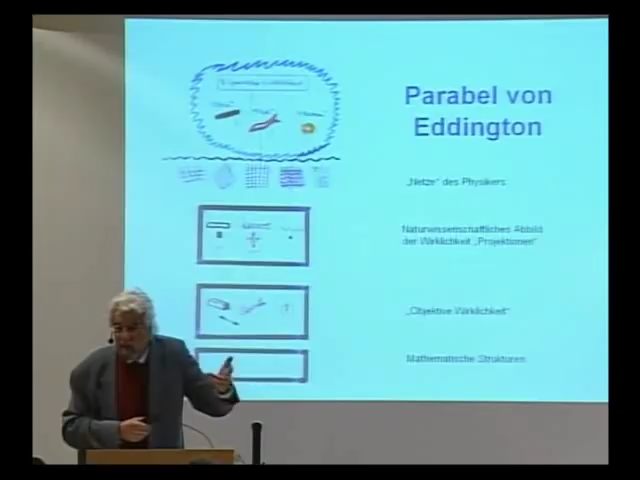 Parabel von
Eddington
„Netze" des Physikers
Naturwissenschaftliches Abbild
der Wirklichkeit „Projektionen"
„Objektive Wirklichkeit"
Mathematische Strukturen